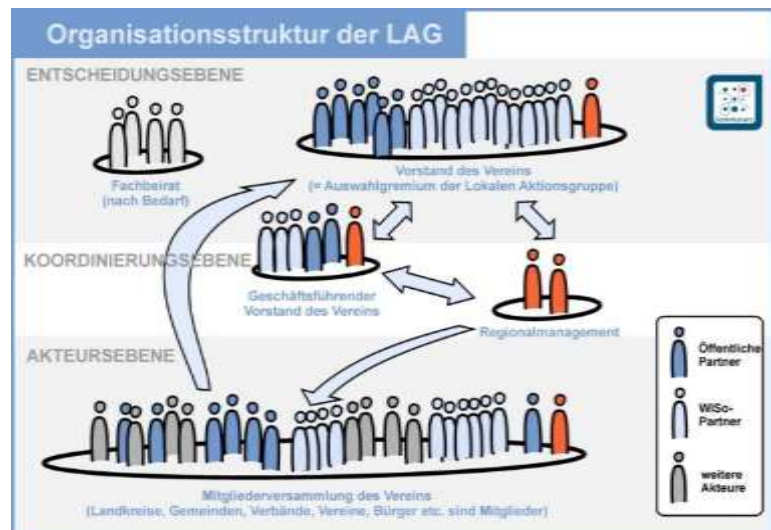 Organisationsstruktur der LAG
ENTSCHEIDUNGSEBENE
Fachbeirat
(nach Bedarf)
Vorstand des Vereins
(= Auswahlgremium der Lokalen Aktionsgruppe)
KOORDINIERUNGSEBENE
Geschäftsführender
Vorstand des Vereins
Regionalmanagement
AKTEURSEBENE
Mitgliederversammlung des Vereins
(Landkreise, Gemeinden, Verbände, Vereine, Bürger etc. sind Mitglieder)
Öffentliche
Partner
WiSo-
Partner
weitere
Akteure